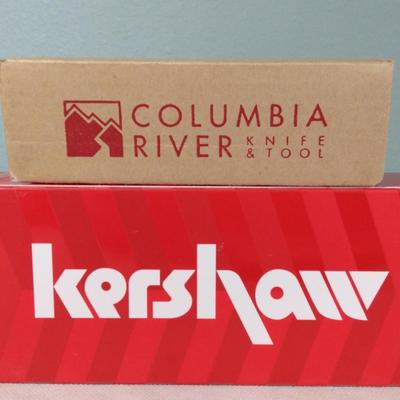 COLUMBIA
RIVER KNIFE & TOOL
kershaw